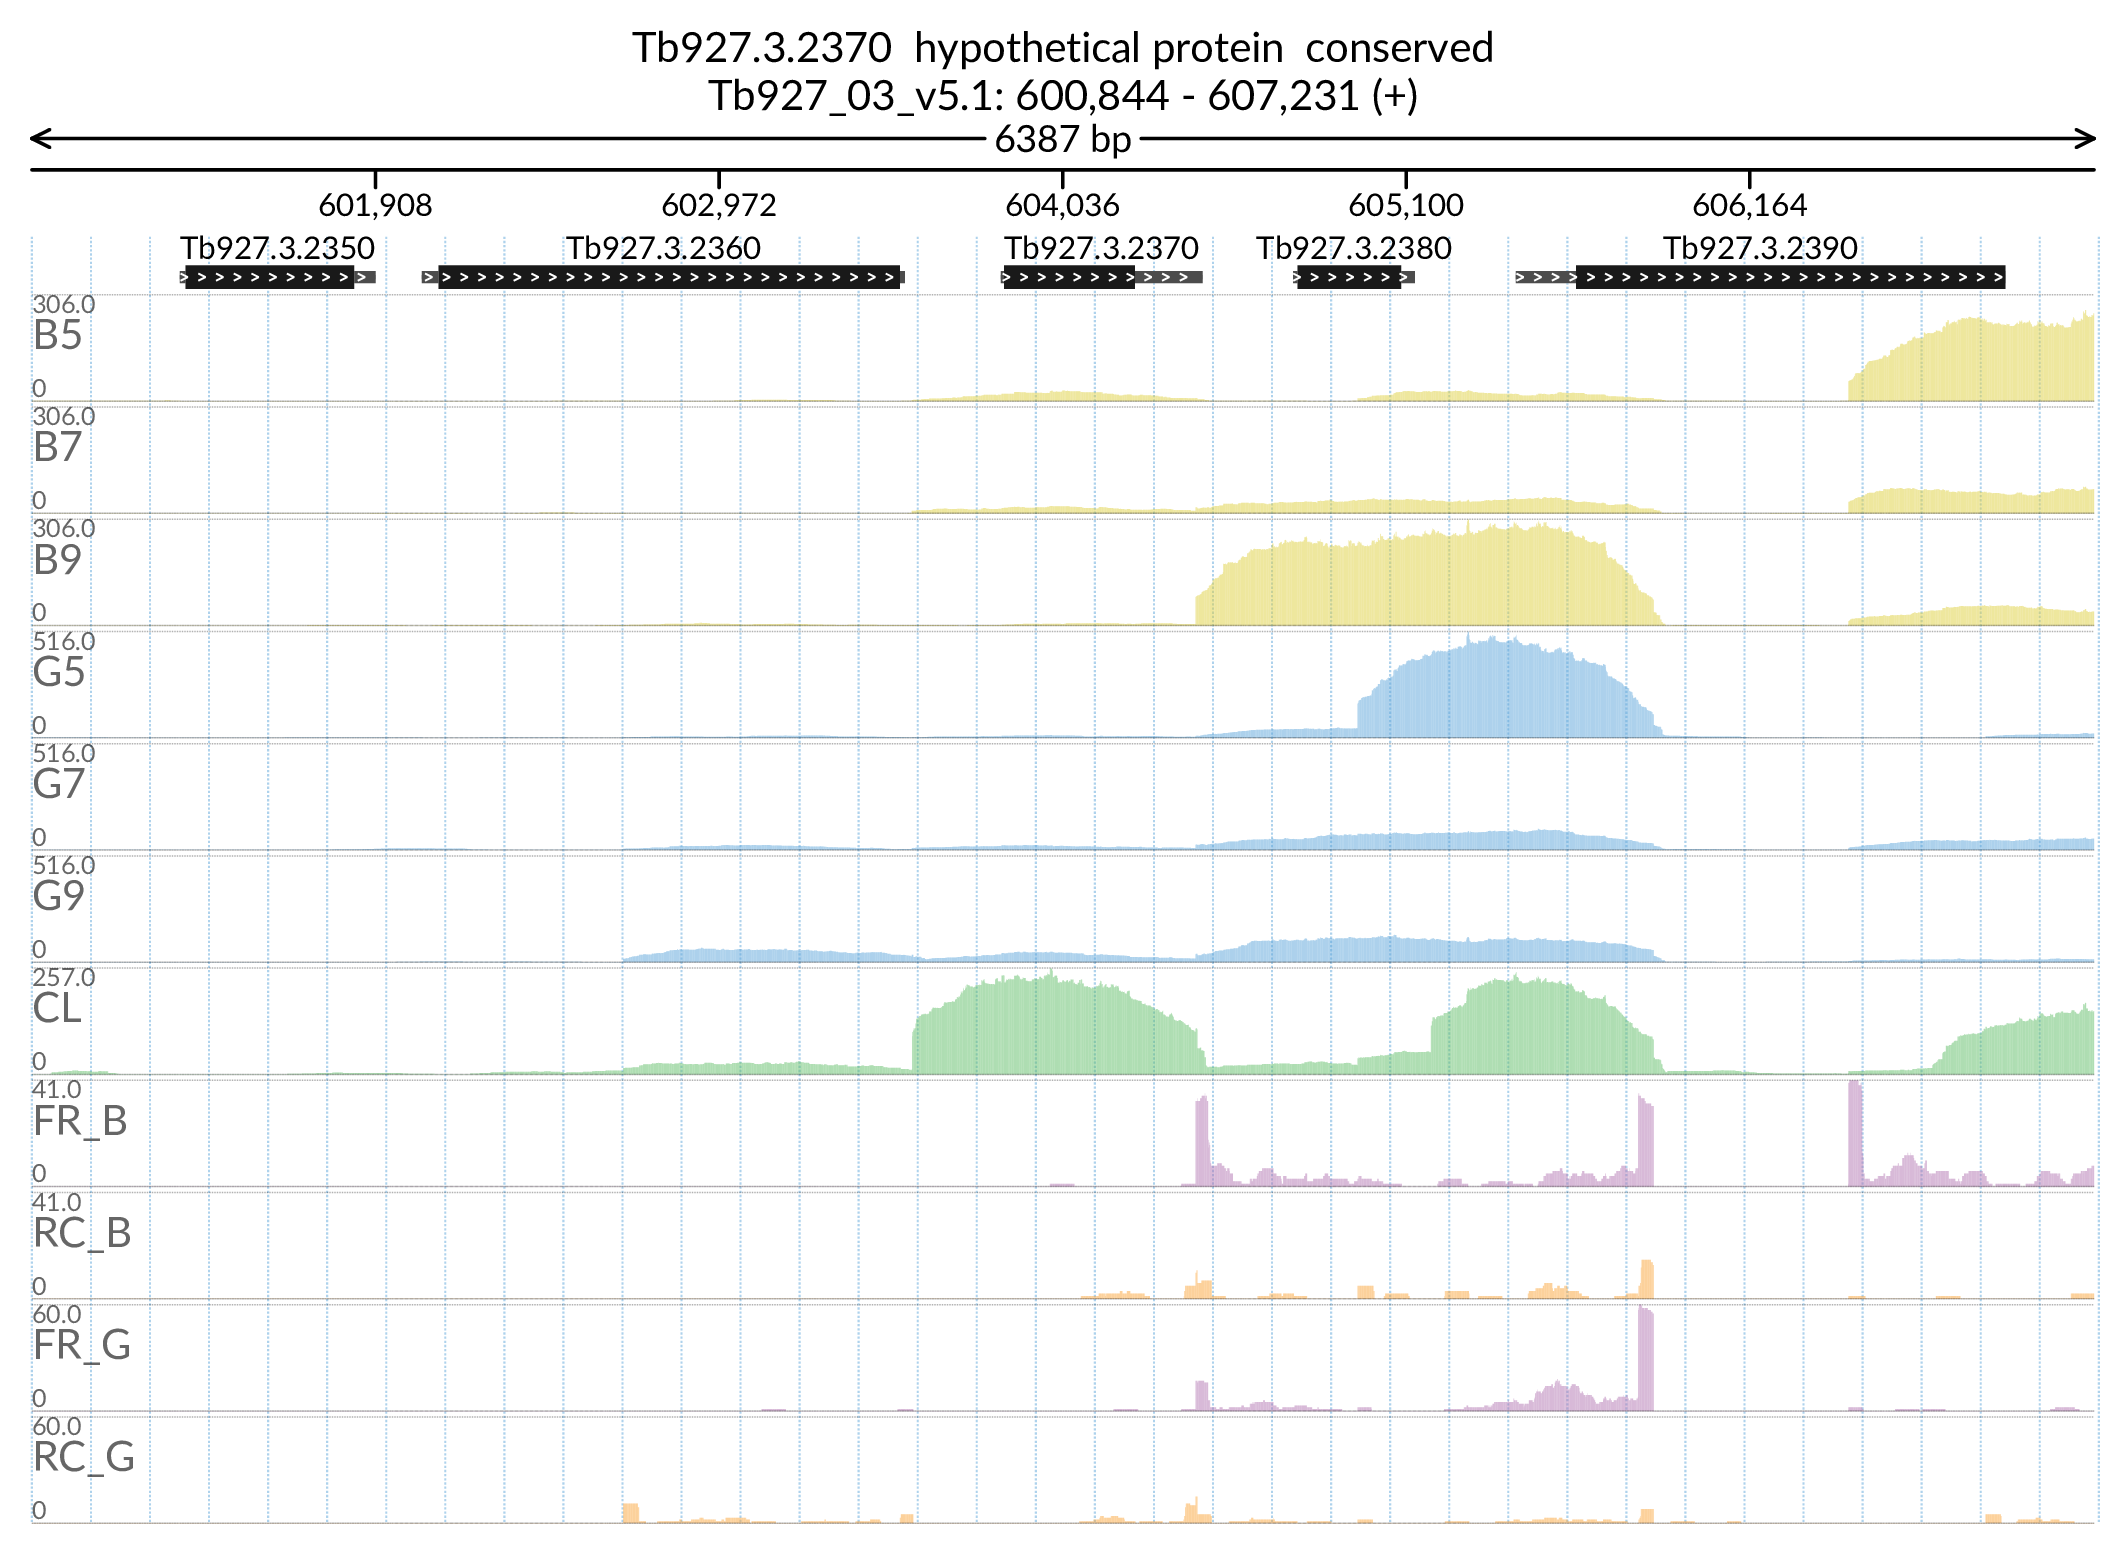 Tb927.3.2370 hypothetical protein conserved
Tb927_03_v5.1: 600,844 - 607,231 (+)
6387 bp
601,908 602,972 604,036 605,100 606,164
Tb927.3.2350 Tb927.3.2360 Tb927.3.2370 Tb927.3.2380 Tb927.3.2390
306.0
B5
0
306.0
B7
0
306.0
B9
0
516.0
G5
0
516.0
G7
0
516.0
G9
0
257.0
CL
0
41.0
FR_B
0
41.0
RC_B
0
60.0
FR_G
0
60.0
RC_G
0